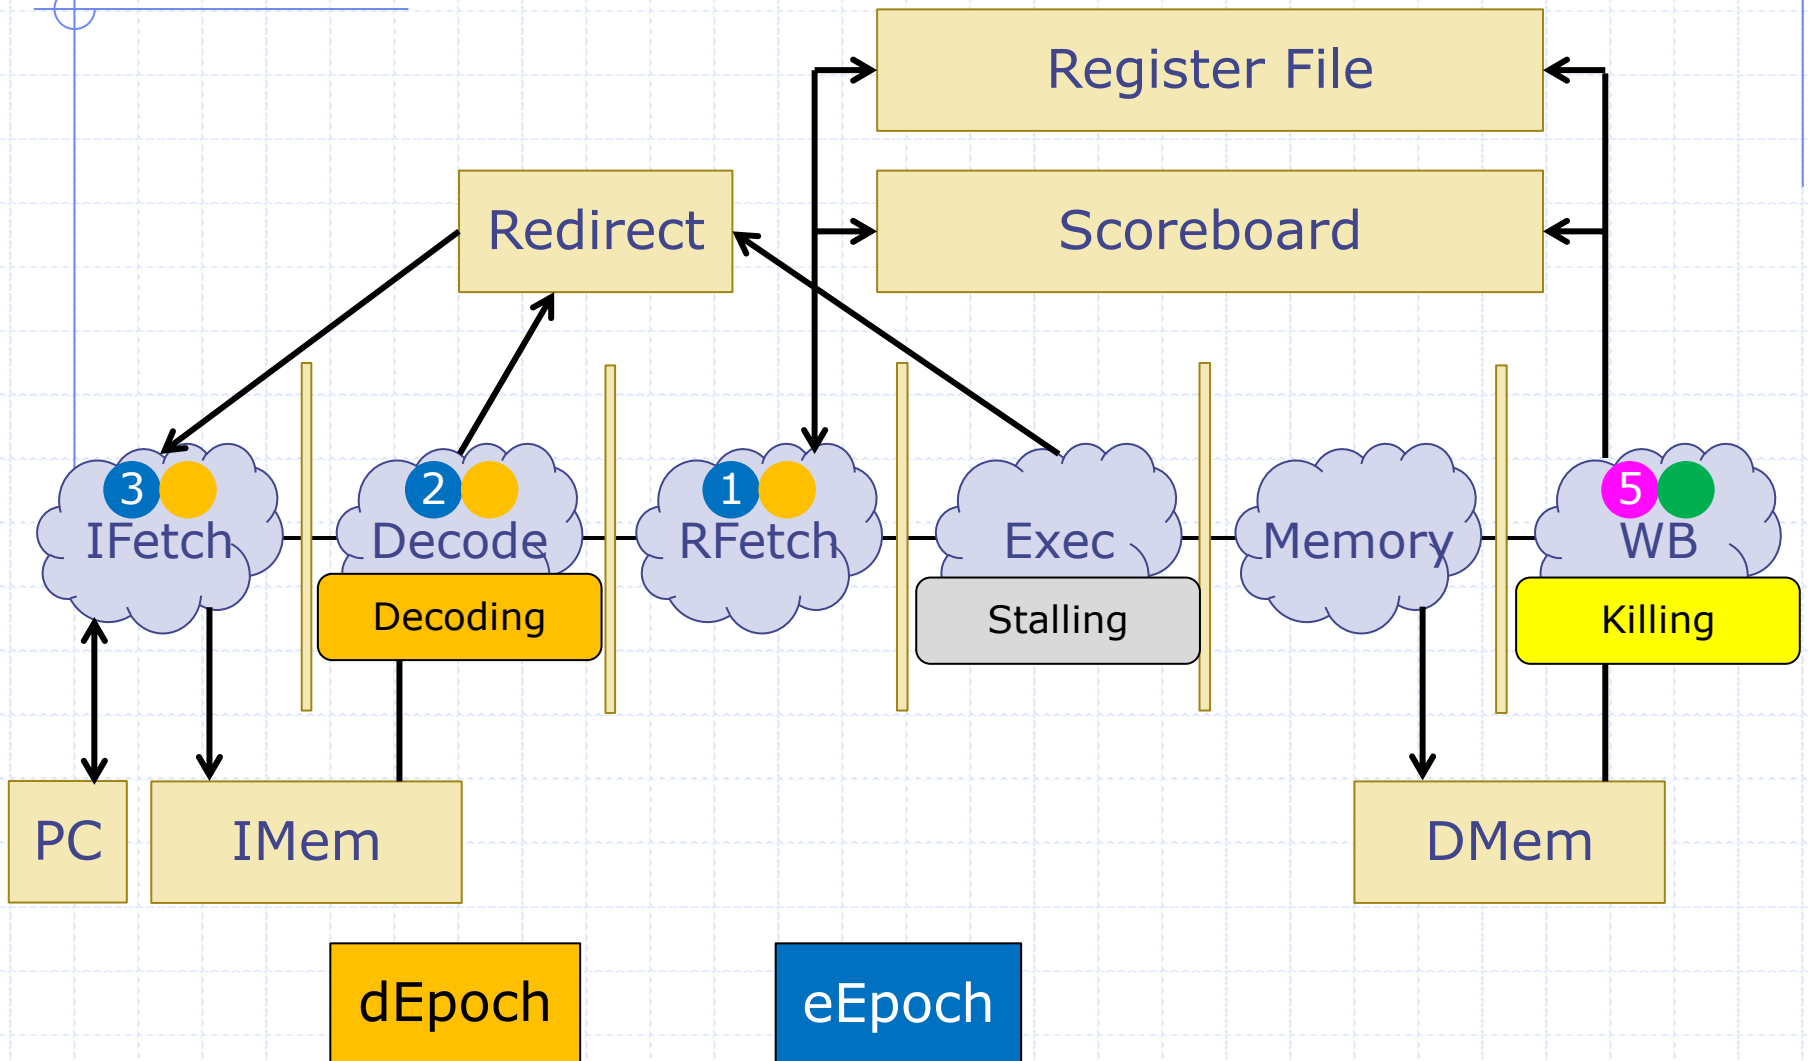 Register File
Redirect
Scoreboard
3
2
1
5
IFetch
Decode
RFetch
Exec
Memory
WB
Decoding
Stalling
Killing
PC
IMem
DMem
dEpoch
eEpoch